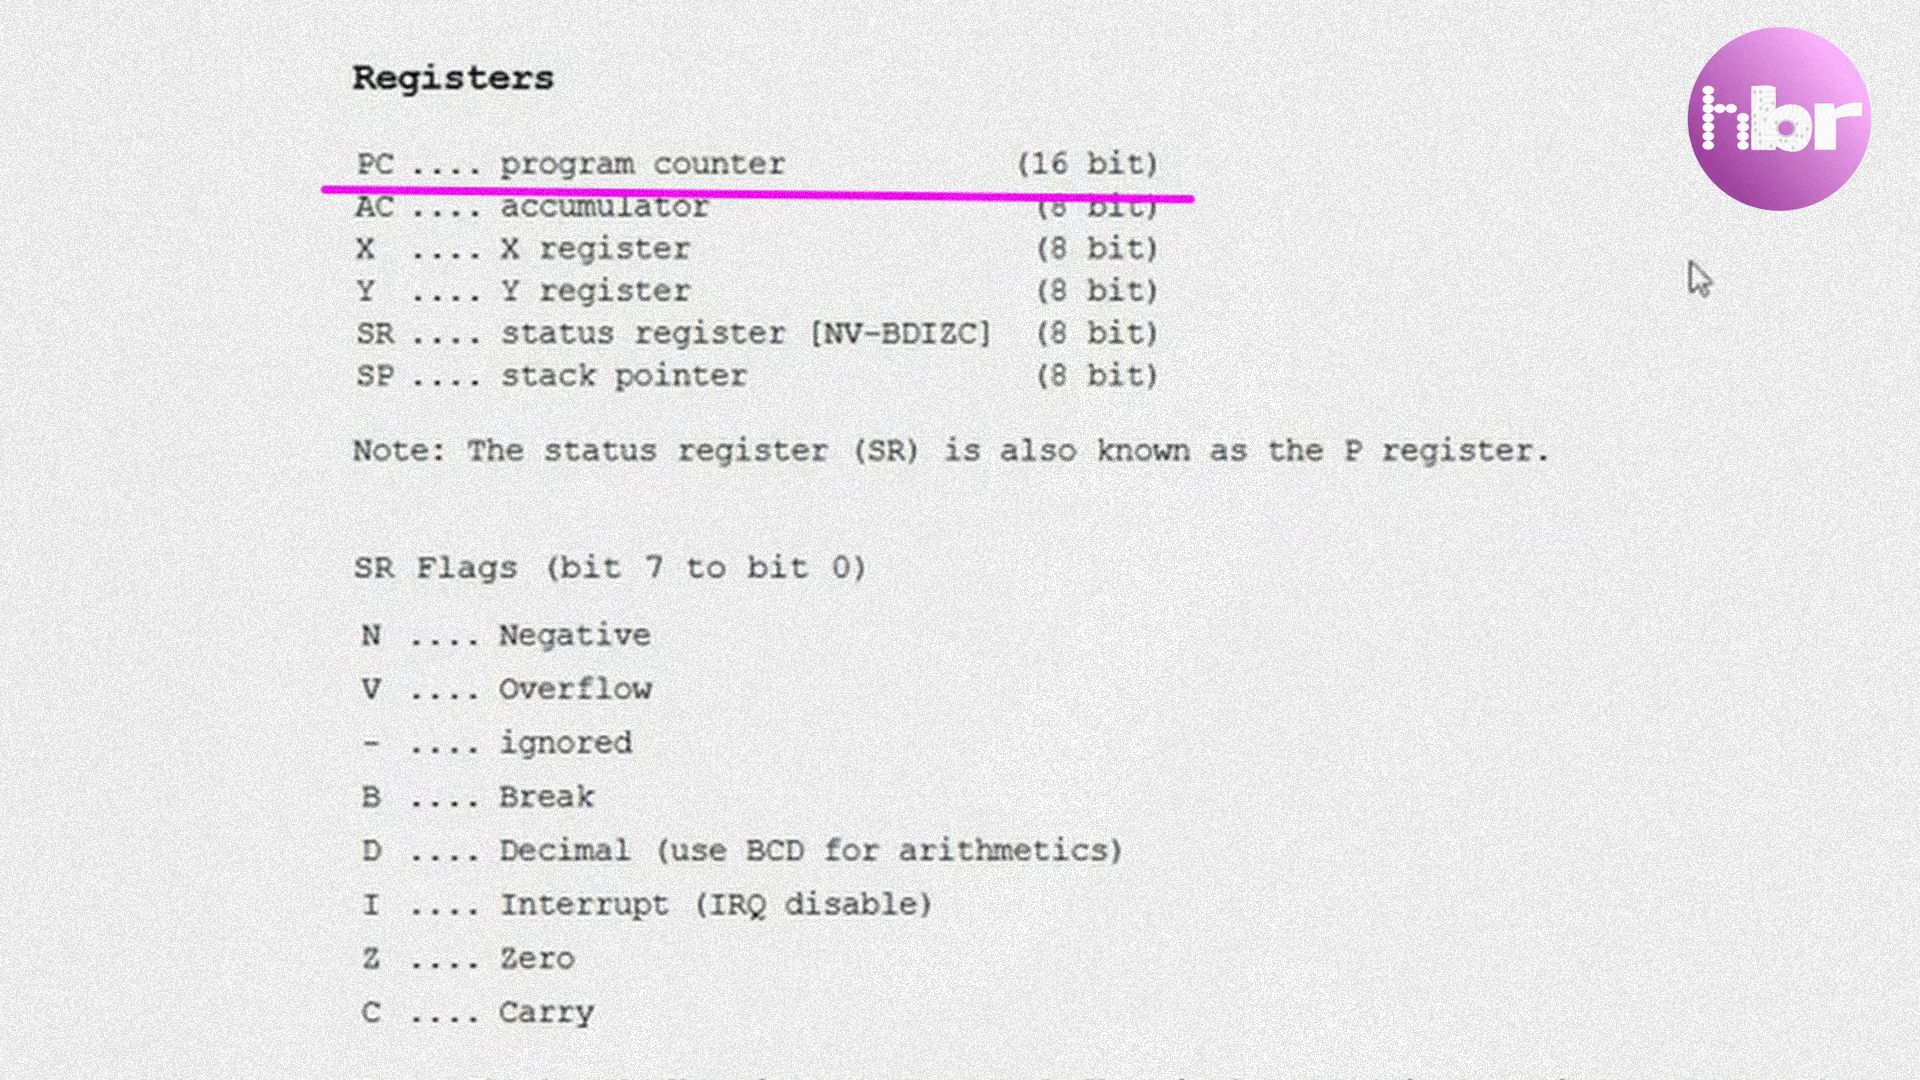 hbr
Registers
PC .... program counter (16 bit)
AC .... accumulator (8 bit)
X .... X register (8 bit)
Y .... Y register (8 bit)
SR .... status register [NV-BDIZC] (8 bit)
SP .... stack pointer (8 bit)
Note: The status register (SR) is also known as the P register.
SR Flags (bit 7 to bit 0)
N .... Negative
V .... Overflow
- .... ignored
B .... Break
D .... Decimal (use BCD for arithmetics)
I .... Interrupt (IRQ disable)
Z .... Zero
C .... Carry